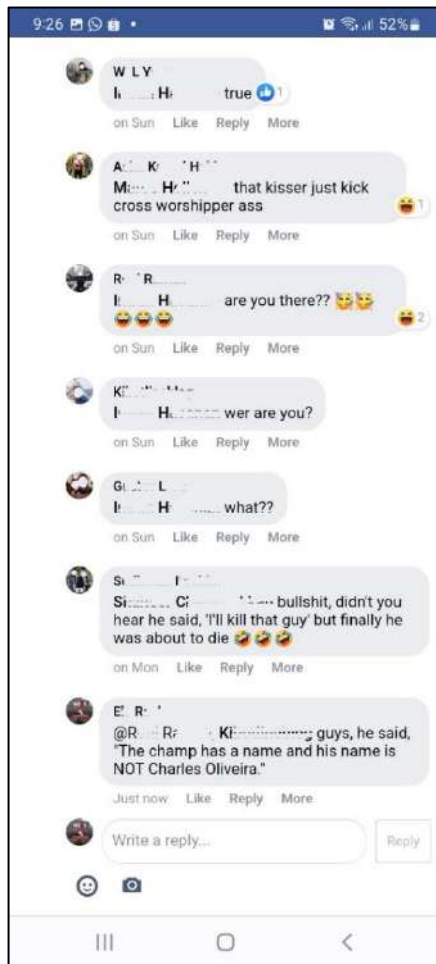 9:26 52%
W L Y
true 1
on Sun Like Reply More
that kisser just kick
cross worshipper ass 1
on Sun Like Reply More
are you there??
2
on Sun Like Reply More
wer are you?
on Sun Like Reply More
what??
on Sun Like Reply More
bullshit, didn't you
hear he said, 'I'll kill that guy' but finally he
was about to die
on Mon Like Reply More
guys, he said,
"The champ has a name and his name is
NOT Charles Oliveira."
Just now Like Reply More
Write a reply... Reply